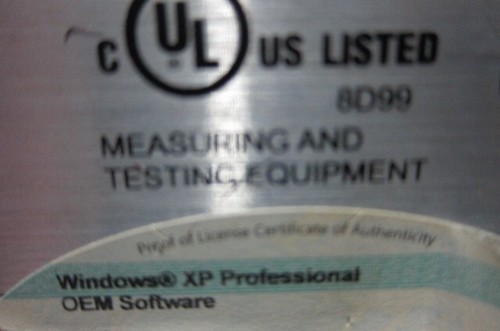 C UL US LISTED
8D99
MEASURING AND
TESTING EQUIPMENT
Proof of License Certificate of Authenticity
Windows® XP Professional
OEM Software